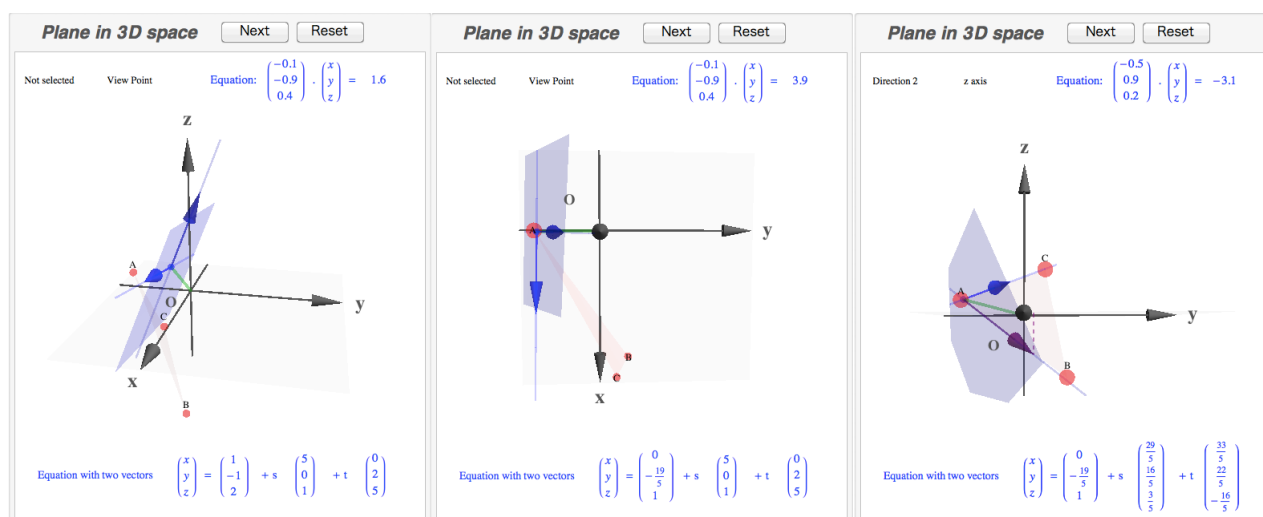 Plane in 3D space Next Reset
Not selected View Point Equation: (−0.1 −0.9 0.4) . (x y z) = 1.6
z
A
O
C
y
x
B
Equation with two vectors (x y z) = (1 −1 2) + s (5 0 1) + t (0 2 5)
Plane in 3D space Next Reset
Not selected View Point Equation: (−0.1 −0.9 0.4) . (x y z) = 3.9
O
A
y
B
C
x
Equation with two vectors (x y z) = (0 −19/5 1) + s (5 0 1) + t (0 2 5)
Plane in 3D space Next Reset
Direction 2 z axis Equation: (−0.5 0.9 0.2) . (x y z) = −3.1
z
C
A
y
O
B
Equation with two vectors (x y z) = (0 −19/5 1) + s (29/5 16/5 3/5) + t (33/5 22/5 −16/5)